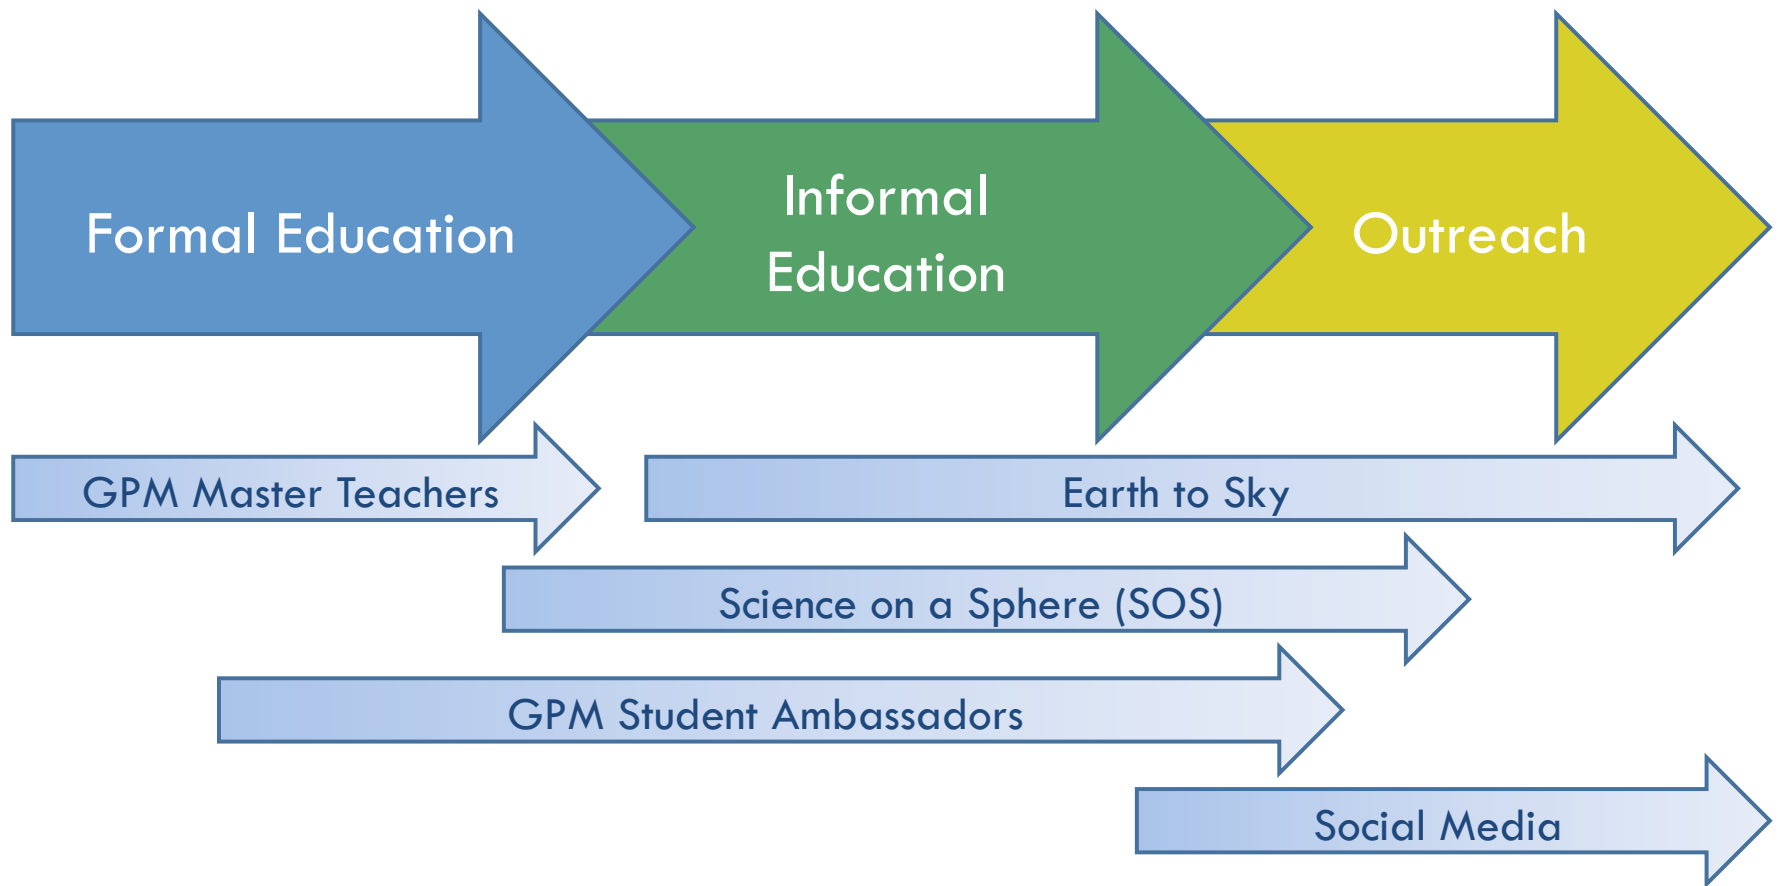 Formal Education
Informal
Education
Outreach
GPM Master Teachers
Earth to Sky
Science on a Sphere (SOS)
GPM Student Ambassadors
Social Media